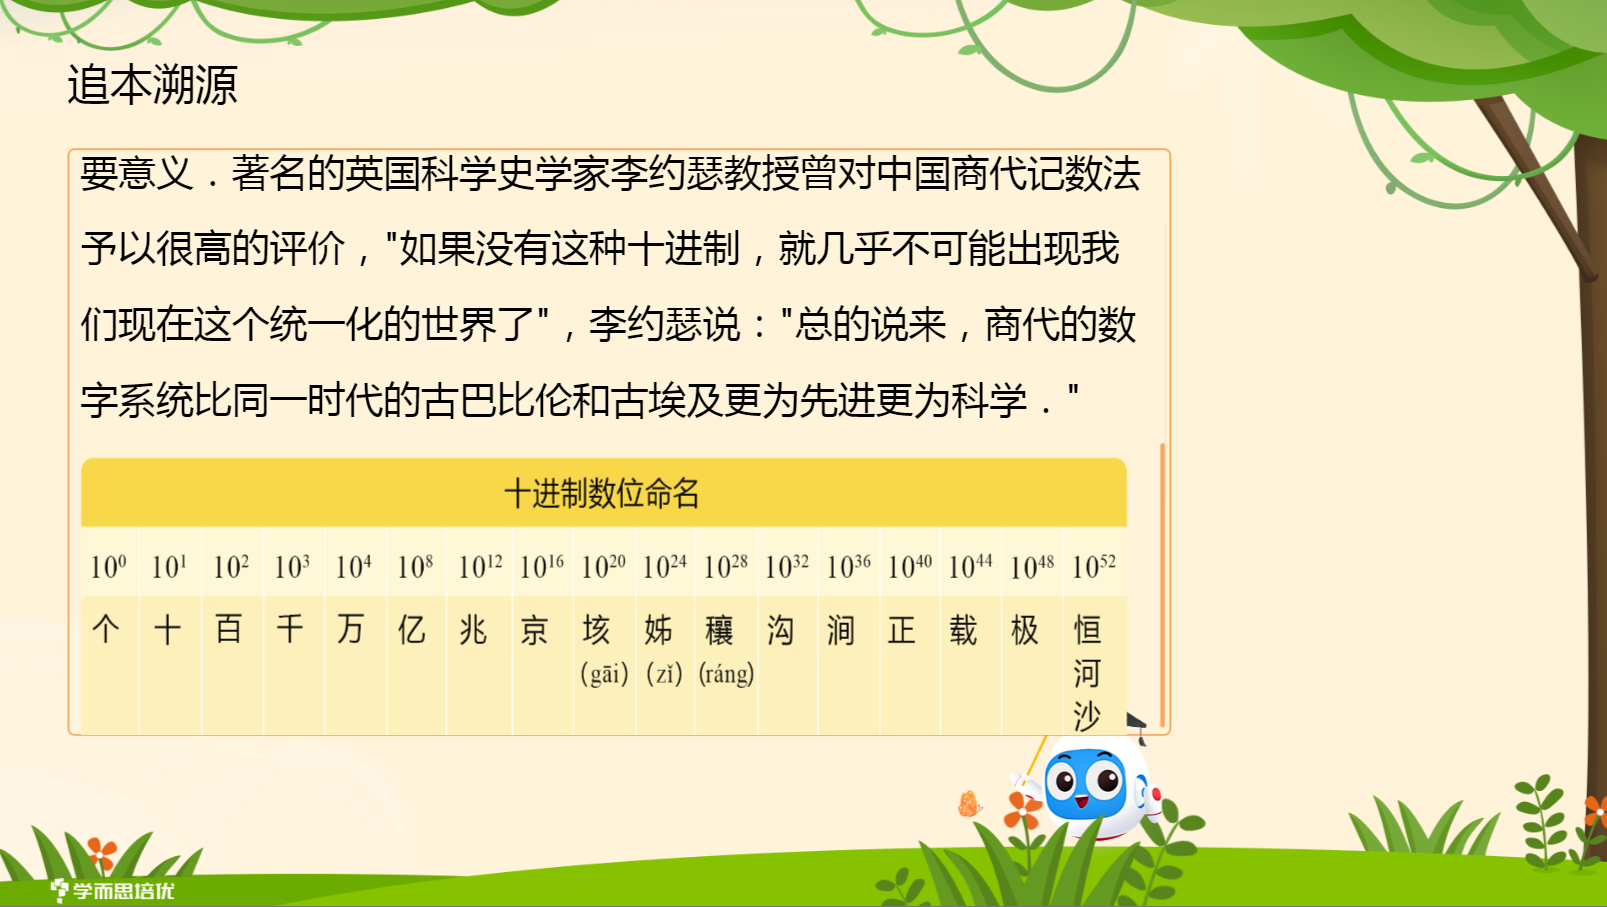 追本溯源
要意义．著名的英国科学史学家李约瑟教授曾对中国商代记数法
予以很高的评价，"如果没有这种十进制，就几乎不可能出现我
们现在这个统一化的世界了"，李约瑟说："总的说来，商代的数
字系统比同一时代的古巴比伦和古埃及更为先进更为科学．"
十进制数位命名
10⁰ 10¹ 10² 10³ 10⁴ 10⁸ 10¹² 10¹⁶ 10²⁰ 10²⁴ 10²⁸ 10³² 10³⁶ 10⁴⁰ 10⁴⁴ 10⁴⁸ 10⁵²
个 十 百 千 万 亿 兆 京 垓 姊 穰 沟 涧 正 载 极 恒
(gāi) (zǐ) (ráng) 河
沙
学而思培优